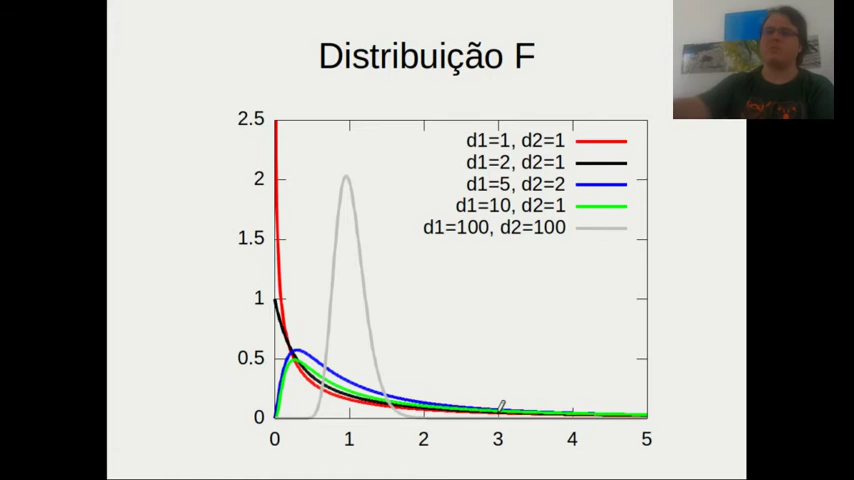 Distribuição F
2.5
2
1.5
1
0.5
0
d1=1, d2=1
d1=2, d2=1
d1=5, d2=2
d1=10, d2=1
d1=100, d2=100
0 1 2 3 4 5